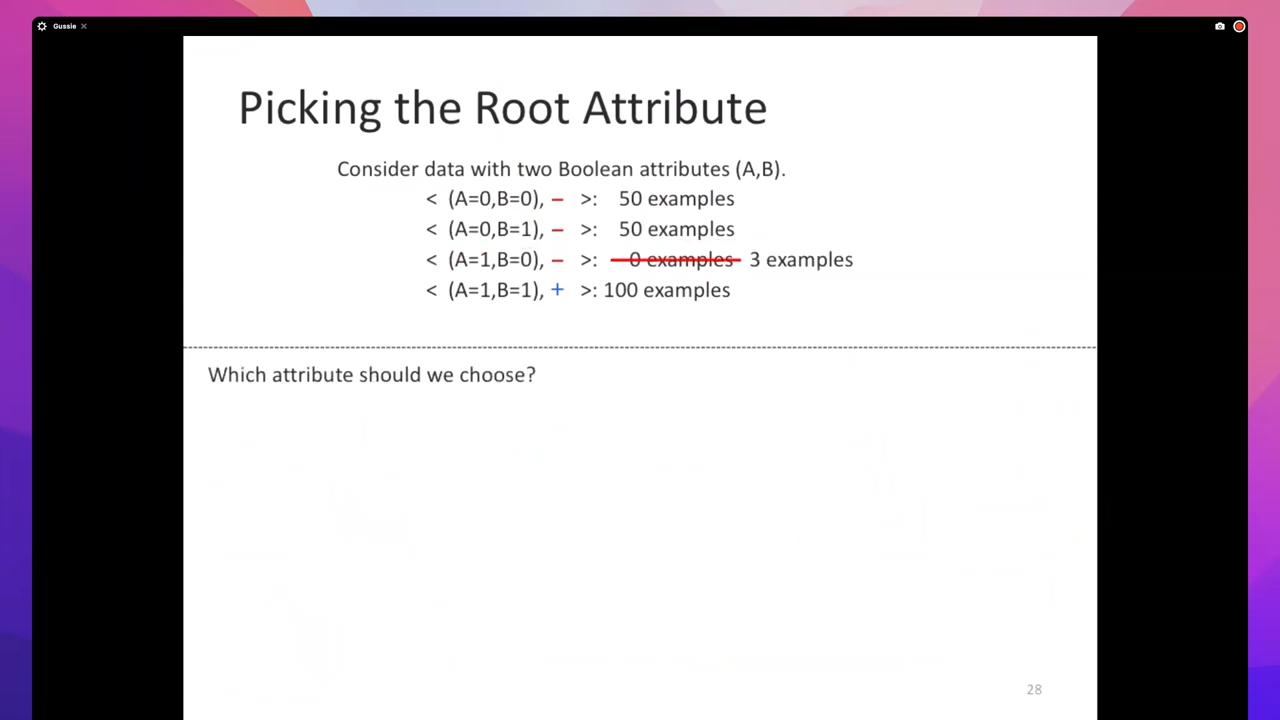 Gussie
Picking the Root Attribute
Consider data with two Boolean attributes (A,B).
< (A=0,B=0), – >: 50 examples
< (A=0,B=1), – >: 50 examples
< (A=1,B=0), – >: 0 examples 3 examples
< (A=1,B=1), + >: 100 examples
Which attribute should we choose?
28